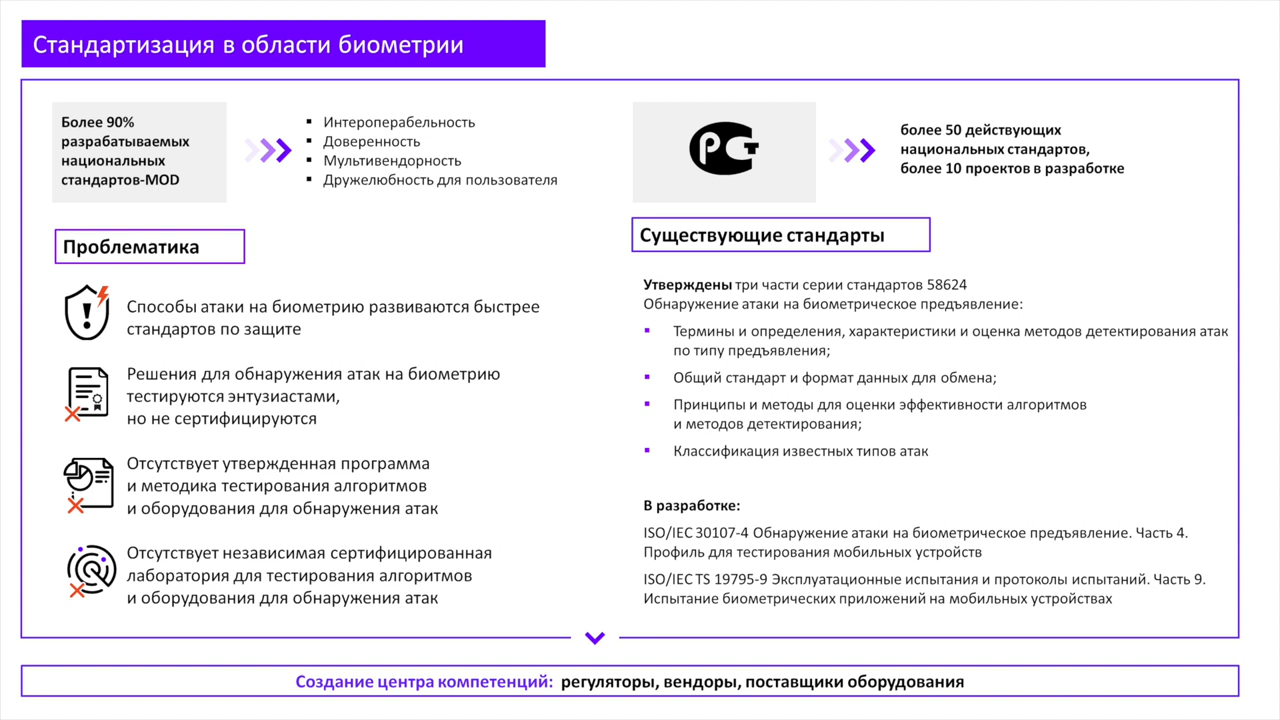 Стандартизация в области биометрии
Более 90%
разрабатываемых
национальных
стандартов-MOD
Интероперабельность
Доверенность
Мультивендорность
Дружелюбность для пользователя
РСТ
более 50 действующих
национальных стандартов,
более 10 проектов в разработке
Проблематика
Способы атаки на биометрию развиваются быстрее
стандартов по защите
Решения для обнаружения атак на биометрию
тестируются энтузиастами,
но не сертифицируются
Отсутствует утвержденная программа
и методика тестирования алгоритмов
и оборудования для обнаружения атак
Отсутствует независимая сертифицированная
лаборатория для тестирования алгоритмов
и оборудования для обнаружения атак
Существующие стандарты
Утверждены три части серии стандартов 58624
Обнаружение атаки на биометрическое предъявление:
Термины и определения, характеристики и оценка методов детектирования атак
по типу предъявления;
Общий стандарт и формат данных для обмена;
Принципы и методы для оценки эффективности алгоритмов
и методов детектирования;
Классификация известных типов атак
В разработке:
ISO/IEC 30107-4 Обнаружение атаки на биометрическое предъявление. Часть 4.
Профиль для тестирования мобильных устройств
ISO/IEC TS 19795-9 Эксплуатационные испытания и протоколы испытаний. Часть 9.
Испытание биометрических приложений на мобильных устройствах
Создание центра компетенций: регуляторы, вендоры, поставщики оборудования